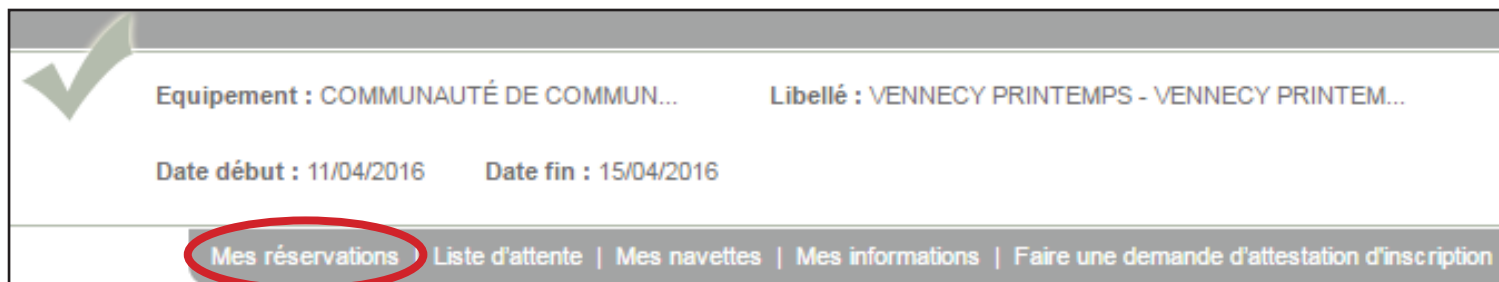 Equipement : COMMUNAUTÉ DE COMMUN... Libellé : VENNECY PRINTEMPS - VENNECY PRINTEM...
Date début : 11/04/2016 Date fin : 15/04/2016
Mes réservations | Liste d'attente | Mes navettes | Mes informations | Faire une demande d'attestation d'inscription